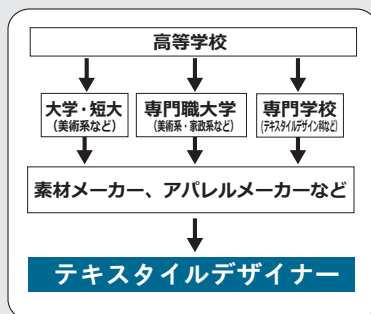 高等学校
大学・短大
（美術系など）
専門職大学
（美術系・家政系など）
専門学校
（テキスタイルデザイン科など）
素材メーカー、アパレルメーカーなど
テキスタイルデザイナー